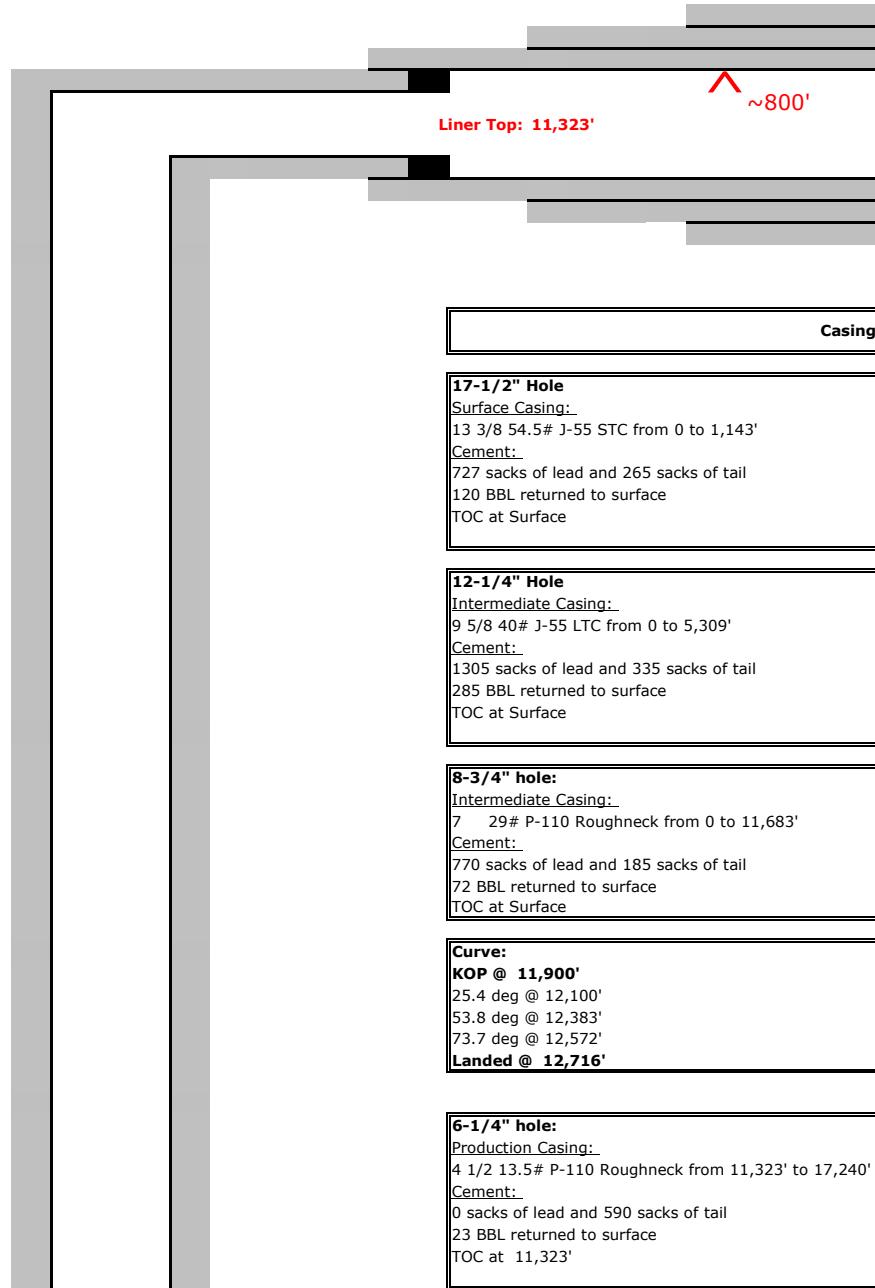 ~800'
Liner Top: 11,323'
Casing
17-1/2" Hole
Surface Casing:
13 3/8 54.5# J-55 STC from 0 to 1,143'
Cement:
727 sacks of lead and 265 sacks of tail
120 BBL returned to surface
TOC at Surface
12-1/4" Hole
Intermediate Casing:
9 5/8 40# J-55 LTC from 0 to 5,309'
Cement:
1305 sacks of lead and 335 sacks of tail
285 BBL returned to surface
TOC at Surface
8-3/4" hole:
Intermediate Casing:
7 29# P-110 Roughneck from 0 to 11,683'
Cement:
770 sacks of lead and 185 sacks of tail
72 BBL returned to surface
TOC at Surface
Curve:
KOP @ 11,900'
25.4 deg @ 12,100'
53.8 deg @ 12,383'
73.7 deg @ 12,572'
Landed @ 12,716'
6-1/4" hole:
Production Casing:
4 1/2 13.5# P-110 Roughneck from 11,323' to 17,240'
Cement:
0 sacks of lead and 590 sacks of tail
23 BBL returned to surface
TOC at 11,323'